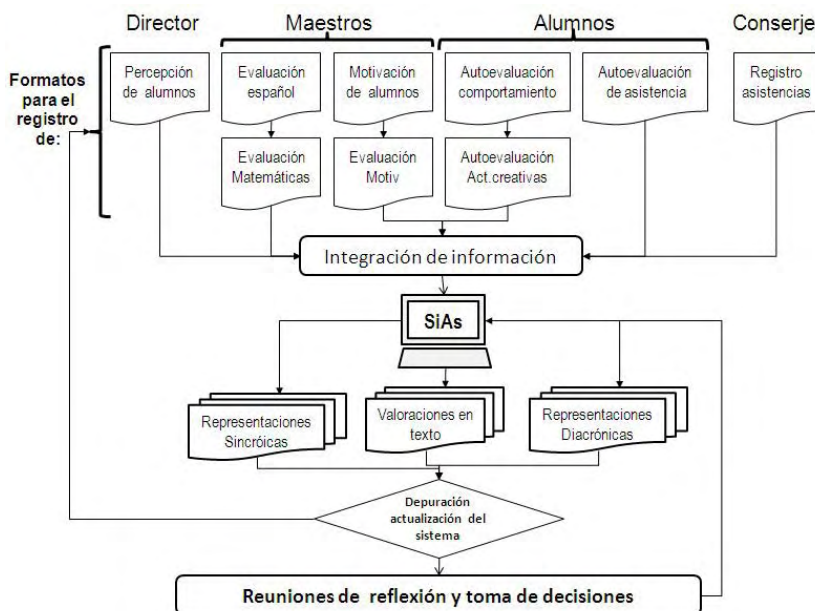 Director
Maestros
Alumnos
Conserje
Formatos
para el
registro
de:
Percepción
de alumnos
Evaluación
español
Motivación
de alumnos
Autoevaluación
comportamiento
Autoevaluación
de asistencia
Registro
asistencias
Evaluación
Matemáticas
Evaluación
Motiv
Autoevaluación
Act.creativas
Integración de información
SiAs
Representaciones
Sincróicas
Valoraciones en
texto
Representaciones
Diacrónicas
Depuración
actualización del
sistema
Reuniones de reflexión y toma de decisiones